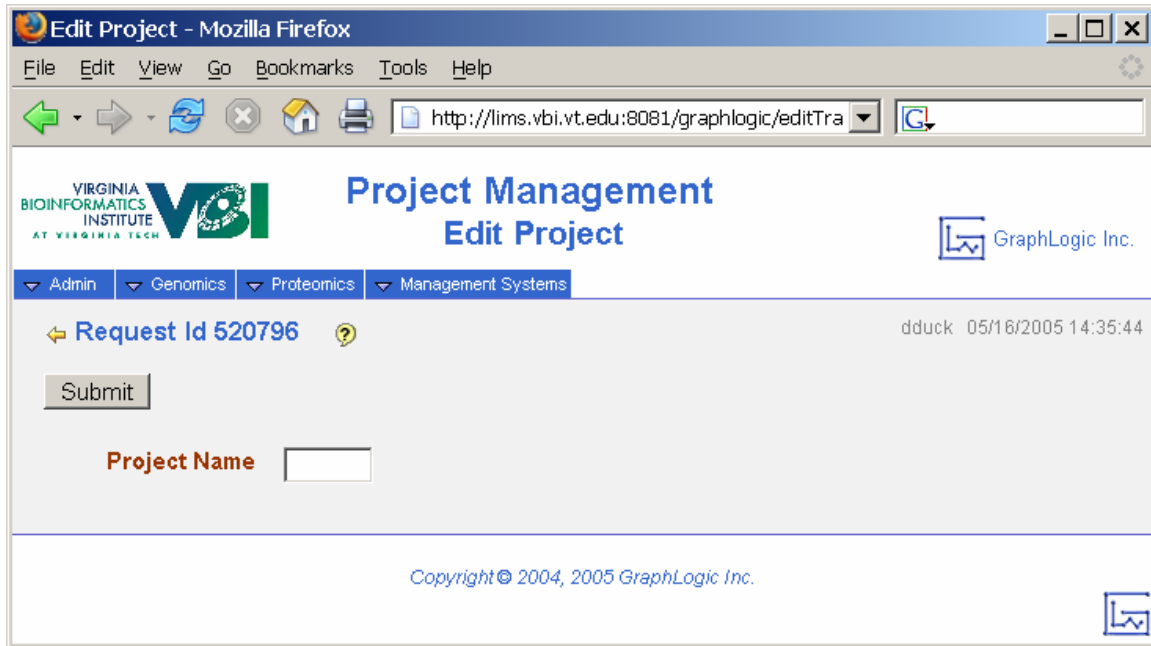 Edit Project - Mozilla Firefox
File Edit View Go Bookmarks Tools Help
http://lims.vbi.vt.edu:8081/graphlogic/editTra
G
VIRGINIA
BIOINFORMATICS
INSTITUTE
AT VIRGINIA TECH
VBI
Project Management
Edit Project
GraphLogic Inc.
Admin Genomics Proteomics Management Systems
Request Id 520796 ? dduck 05/16/2005 14:35:44
Submit
Project Name
Copyright © 2004, 2005 GraphLogic Inc.